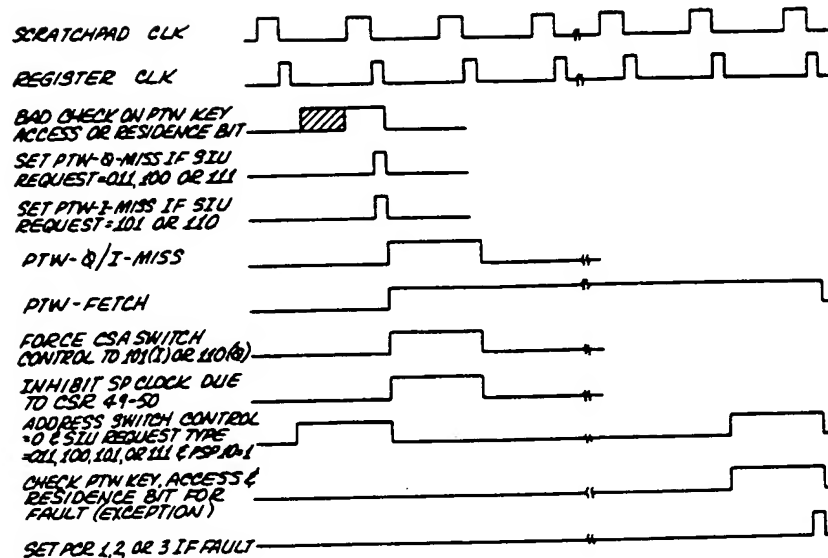 SCRATCHPAD CLK
REGISTER CLK
BAD CHECK ON PTW KEY
ACCESS OR RESIDENCE BIT
SET PTW-Ø-MISS IF SIU
REQUEST=011,100 OR 111
SET PTW-I-MISS IF SIU
REQUEST=101 OR 110
PTW-Ø/I-MISS
PTW-FETCH
FORCE CSA SWITCH
CONTROL TO 101(I) OR 110(Ø)
INHIBIT SP CLOCK DUE
TO CSR 49-50
ADDRESS SWITCH CONTROL
=0 & SIU REQUEST TYPE
=011,100,101, OR 111 & PSP10=1
CHECK PTW KEY, ACCESS &
RESIDENCE BIT FOR
FAULT (EXCEPTION)
SET PCR 1,2, OR 3 IF FAULT